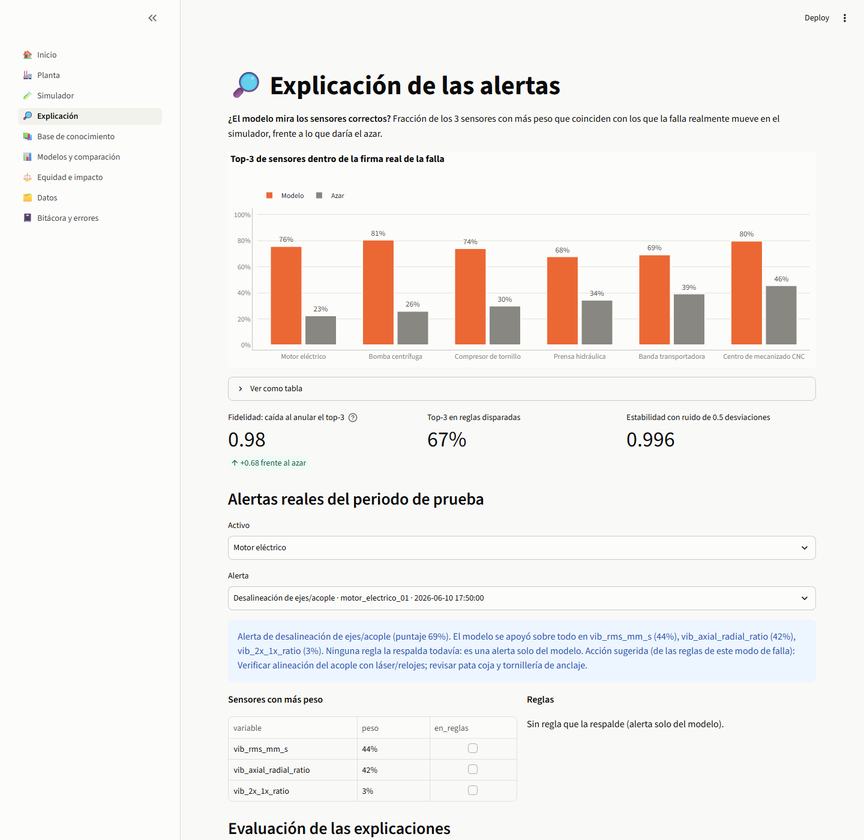 Deploy
Inicio
Planta
Simulador
Explicación
Base de conocimiento
Modelos y comparación
Equidad e impacto
Datos
Bitácora y errores
Explicación de las alertas
¿El modelo mira los sensores correctos? Fracción de los 3 sensores con más peso que coinciden con los que la falla realmente mueve en el
simulador, frente a lo que daría el azar.
Top-3 de sensores dentro de la firma real de la falla
Modelo Azar
100%
80%
60%
40%
20%
0%
76% 23% 81% 26% 74% 30% 68% 34% 69% 39% 80% 46%
Motor eléctrico Bomba centrífuga Compresor de tornillo Prensa hidráulica Banda transportadora Centro de mecanizado CNC
Ver como tabla
Fidelidad: caída al anular el top-3 Top-3 en reglas disparadas Estabilidad con ruido de 0.5 desviaciones
0.98 67% 0.996
↑ +0.68 frente al azar
Alertas reales del periodo de prueba
Activo
Motor eléctrico
Alerta
Desalineación de ejes/acople · motor_electrico_01 · 2026-06-10 17:50:00
Alerta de desalineación de ejes/acople (puntaje 69%). El modelo se apoyó sobre todo en vib_rms_mm_s (44%), vib_axial_radial_ratio (42%),
vib_2x_1x_ratio (3%). Ninguna regla la respalda todavía: es una alerta solo del modelo. Acción sugerida (de las reglas de este modo de falla):
Verificar alineación del acople con láser/relojes; revisar pata coja y tornillería de anclaje.
Sensores con más peso Reglas
variable peso en_reglas
Sin regla que la respalde (alerta solo del modelo).
vib_rms_mm_s 44%
vib_axial_radial_ratio 42%
vib_2x_1x_ratio 3%
Evaluación de las explicaciones